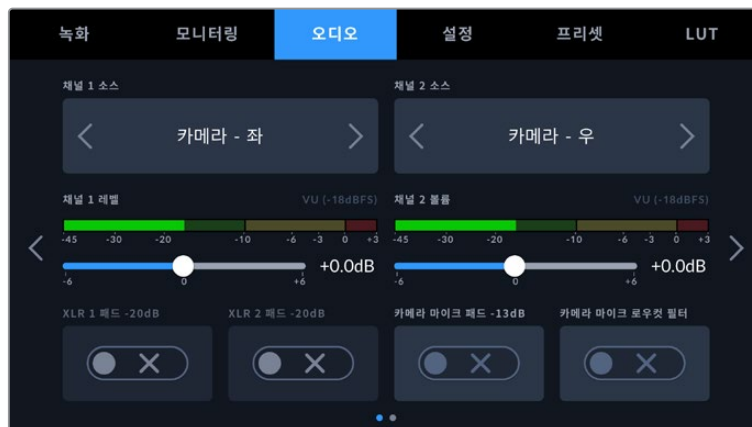 녹화 모니터링 오디오 설정 프리셋 LUT
채널 1 소스 채널 2 소스
카메라 - 좌 카메라 - 우
채널 1 레벨 VU (-18dBFS) 채널 2 볼륨 VU (-18dBFS)
-45 -30 -20 -10 -6 -3 0 +3 -45 -30 -20 -10 -6 -3 0 +3
+0.0dB +0.0dB
-6 0 +6 -6 0 +6
XLR 1 패드 -20dB XLR 2 패드 -20dB 카메라 마이크 패드 -13dB 카메라 마이크 로우컷 필터